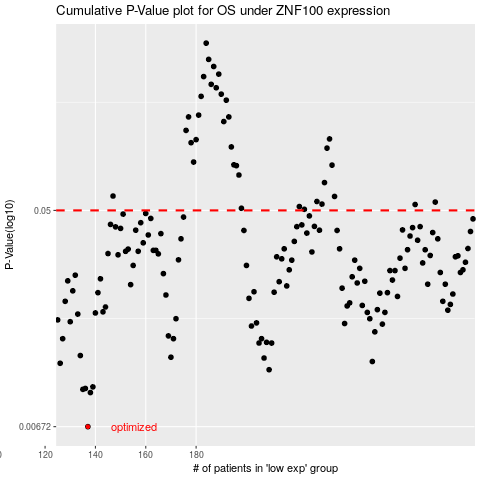 Cumulative P-Value plot for OS under ZNF100 expression
P-Value(log10)
0.05
0.00672
optimized
0 120 140 160 180
# of patients in 'low exp' group